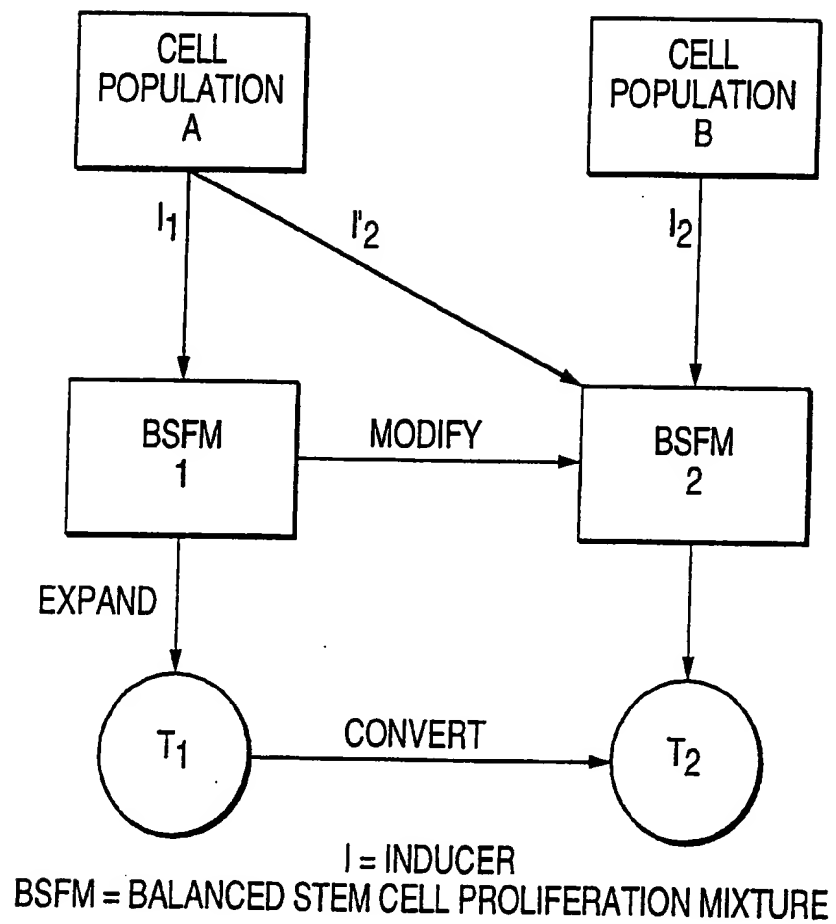 CELL
POPULATION
A
CELL
POPULATION
B
I1
I'2
I2
BSFM
1
MODIFY
BSFM
2
EXPAND
T1
CONVERT
T2
I = INDUCER
BSFM = BALANCED STEM CELL PROLIFERATION MIXTURE